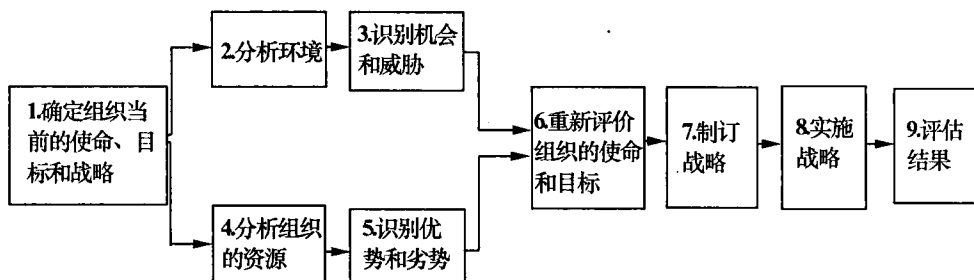 1.确定组织当
前的使命、目
标和战略
2.分析环境
3.识别机会
和威胁
4.分析组织
的资源
5.识别优
势和劣势
6.重新评价
组织的使命
和目标
7.制订
战略
8.实施
战略
9.评估
结果